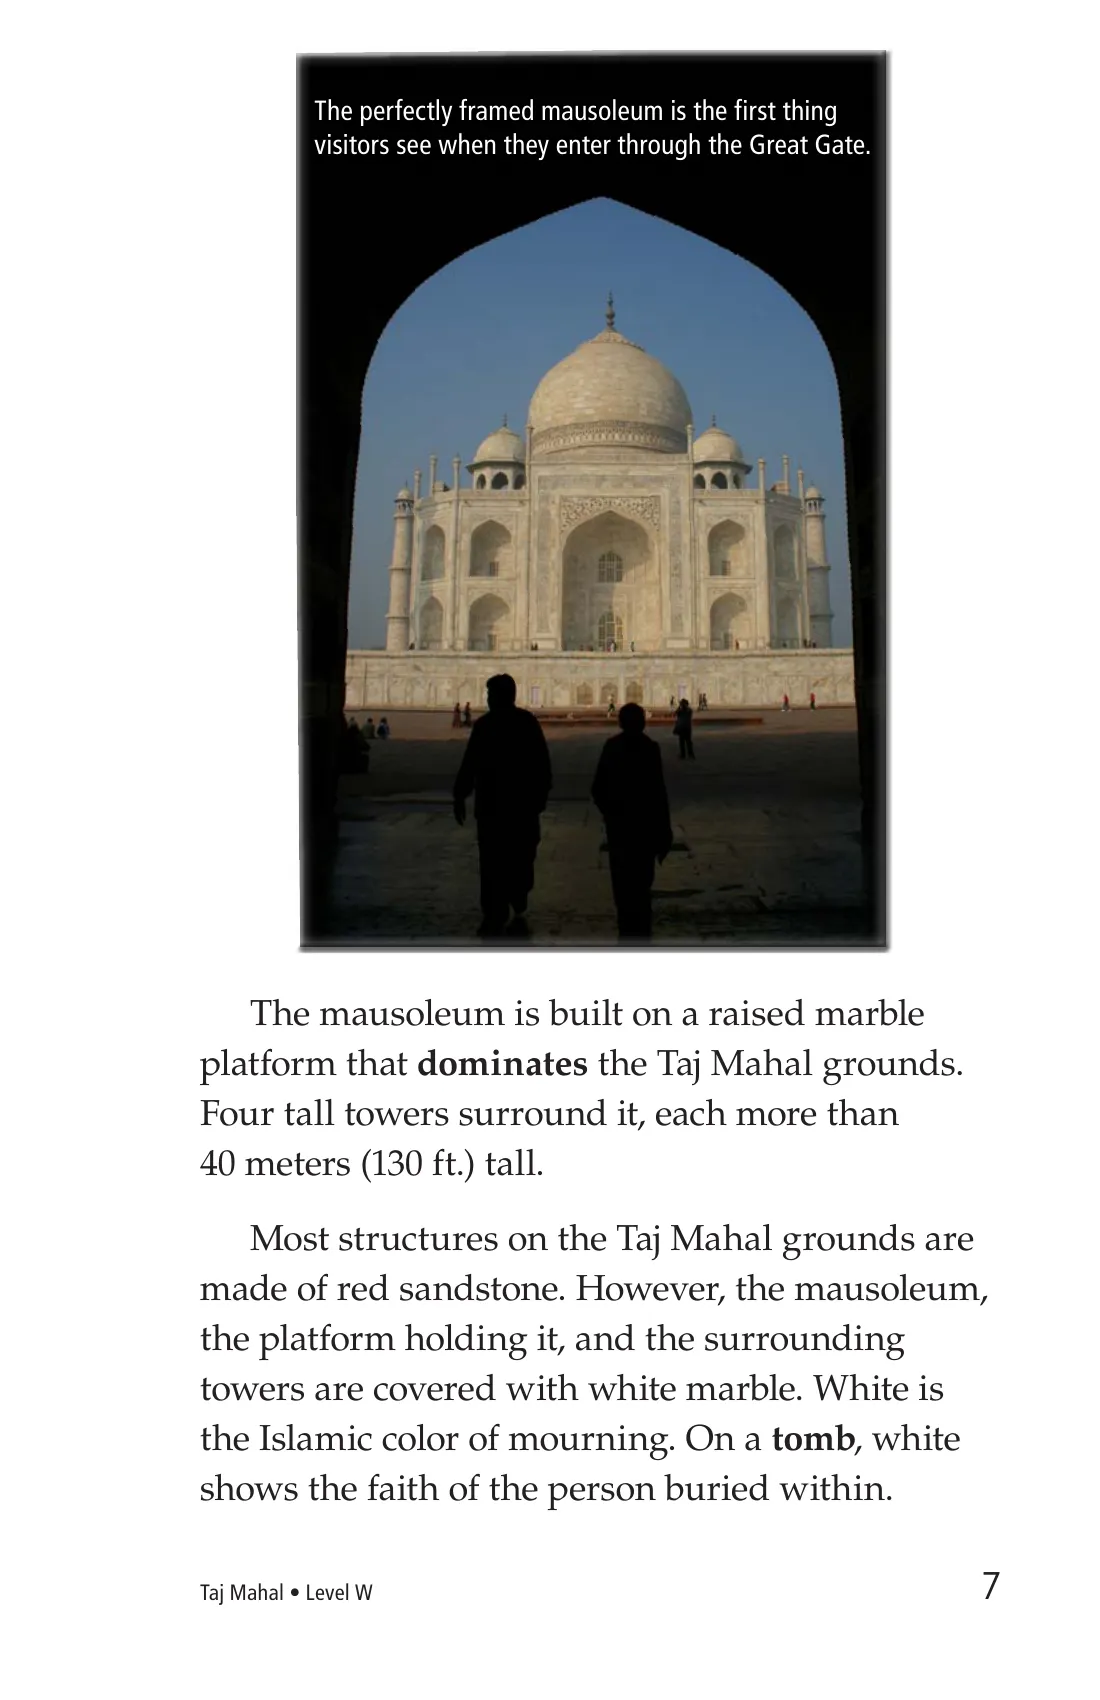 The perfectly framed mausoleum is the first thing
visitors see when they enter through the Great Gate.
The mausoleum is built on a raised marble
platform that dominates the Taj Mahal grounds.
Four tall towers surround it, each more than
40 meters (130 ft.) tall.
Most structures on the Taj Mahal grounds are
made of red sandstone. However, the mausoleum,
the platform holding it, and the surrounding
towers are covered with white marble. White is
the Islamic color of mourning. On a tomb, white
shows the faith of the person buried within.
Taj Mahal • Level W
7